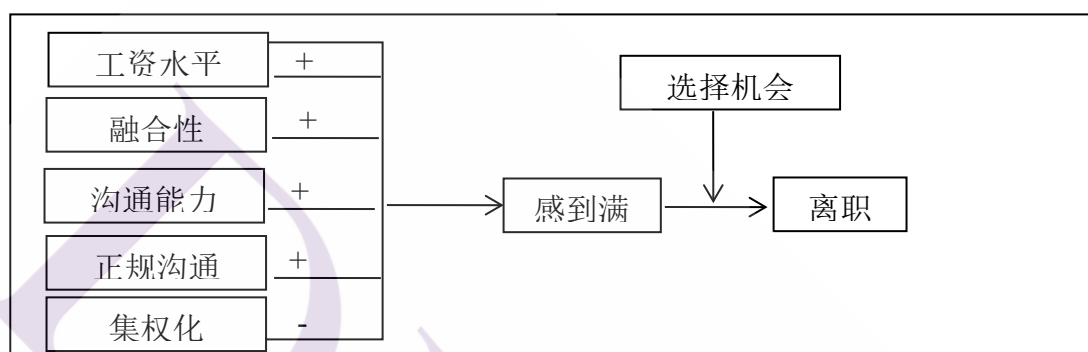 工资水平 +
选择机会
融合性 +
沟通能力 +
感到满
离职
正规沟通 +
集权化 -